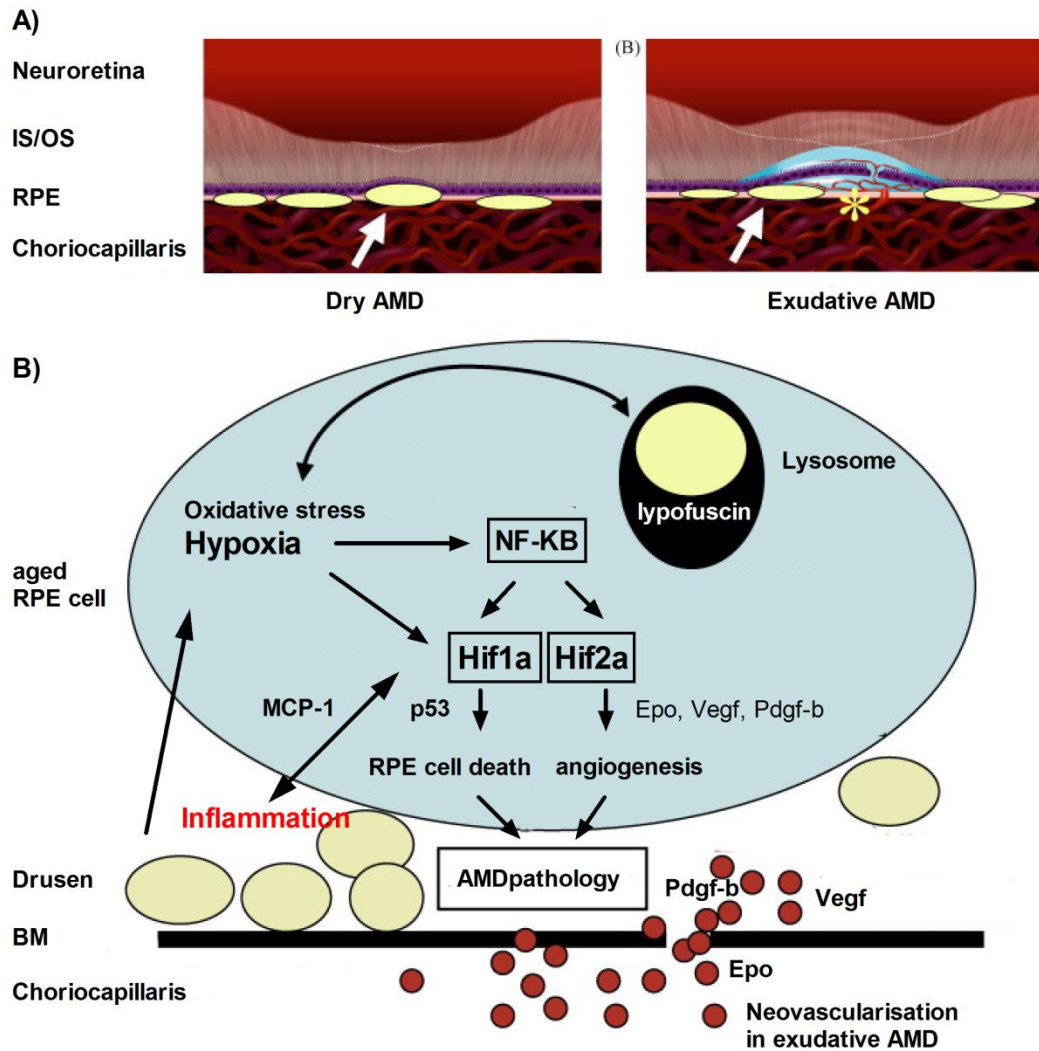 A)
(B)
Neuroretina
IS/OS
RPE
Choriocapillaris
Dry AMD
Exudative AMD
B)
Lysosome
lypofuscin
Oxidative stress
Hypoxia
NF-KB
aged
RPE cell
Hif1a
Hif2a
MCP-1
p53
Epo, Vegf, Pdgf-b
RPE cell death
angiogenesis
Inflammation
Drusen
AMDpathology
Pdgf-b
Vegf
BM
Epo
Choriocapillaris
Neovascularisation
in exudative AMD